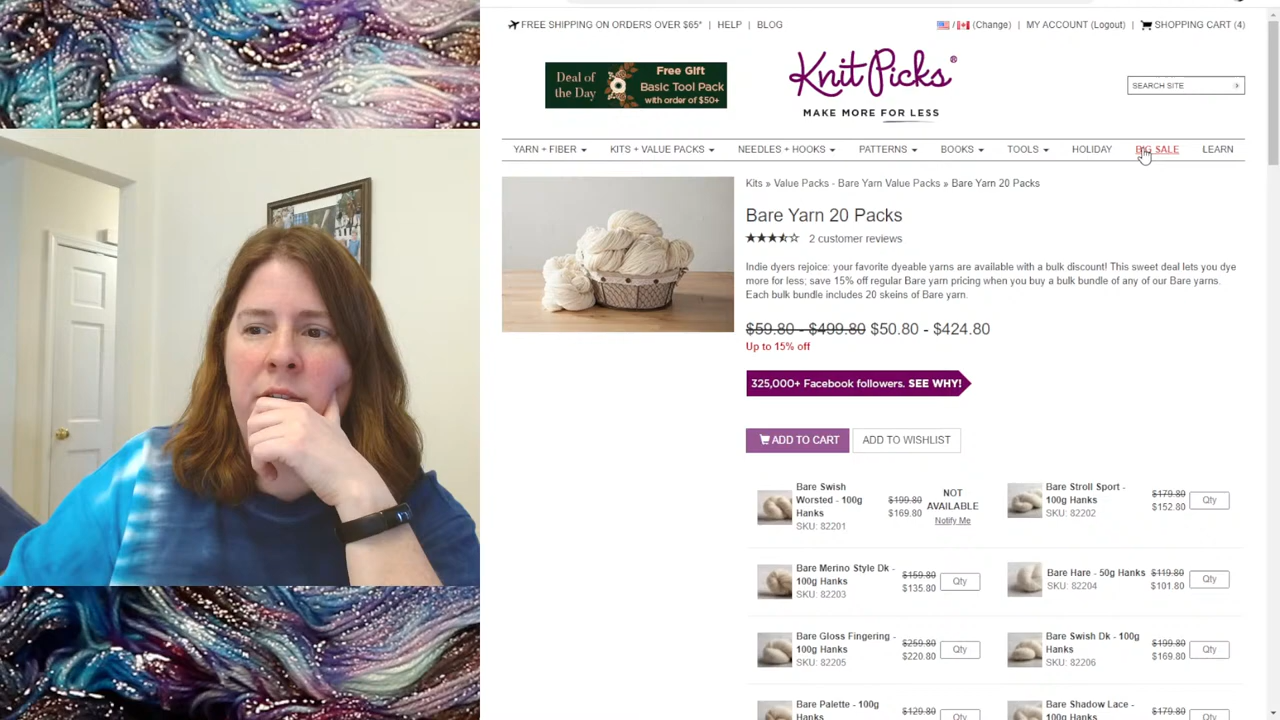 FREE SHIPPING ON ORDERS OVER $65* | HELP | BLOG
/ (Change) | MY ACCOUNT (Logout) | SHOPPING CART (4)
Deal of
the Day
Free Gift
Basic Tool Pack
with order of $50+
KnitPicks®
MAKE MORE FOR LESS
SEARCH SITE
YARN + FIBER
KITS + VALUE PACKS
NEEDLES + HOOKS
PATTERNS
BOOKS
TOOLS
HOLIDAY
BIG SALE
LEARN
Kits » Value Packs - Bare Yarn Value Packs » Bare Yarn 20 Packs
Bare Yarn 20 Packs
2 customer reviews
Indie dyers rejoice: your favorite dyeable yarns are available with a bulk discount! This sweet deal lets you dye
more for less; save 15% off regular Bare yarn pricing when you buy a bulk bundle of any of our Bare yarns.
Each bulk bundle includes 20 skeins of Bare yarn.
$59.80 - $499.80 $50.80 - $424.80
Up to 15% off
325,000+ Facebook followers. SEE WHY!
ADD TO CART
ADD TO WISHLIST
Bare Swish
Worsted - 100g
Hanks
SKU: 82201
$199.80
$169.80
NOT
AVAILABLE
Notify Me
Bare Stroll Sport -
100g Hanks
SKU: 82202
$179.80
$152.80
Qty
Bare Merino Style Dk -
100g Hanks
SKU: 82203
$159.80
$135.80
Qty
Bare Hare - 50g Hanks
SKU: 82204
$119.80
$101.80
Qty
Bare Gloss Fingering -
100g Hanks
SKU: 82205
$259.80
$220.80
Qty
Bare Swish Dk - 100g
Hanks
SKU: 82206
$199.80
$169.80
Qty
Bare Palette - 100g
Hanks
$129.80
Qty
Bare Shadow Lace -
100g Hanks
$179.80
Qty